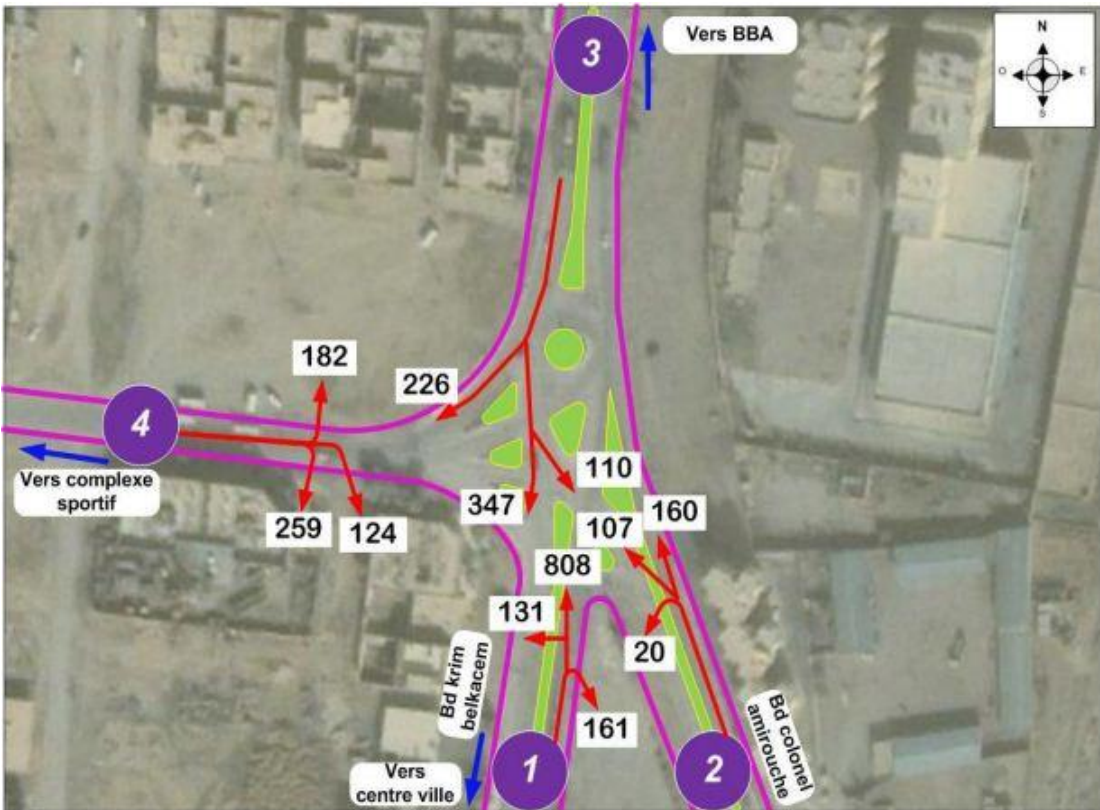 3
Vers BBA
N
O
E
S
182
226
4
Vers complexe
sportif
110
347
107
160
259
124
808
131
20
161
Bd krim
belkacem
Bd colonel
amirouche
1
2
Vers
centre ville